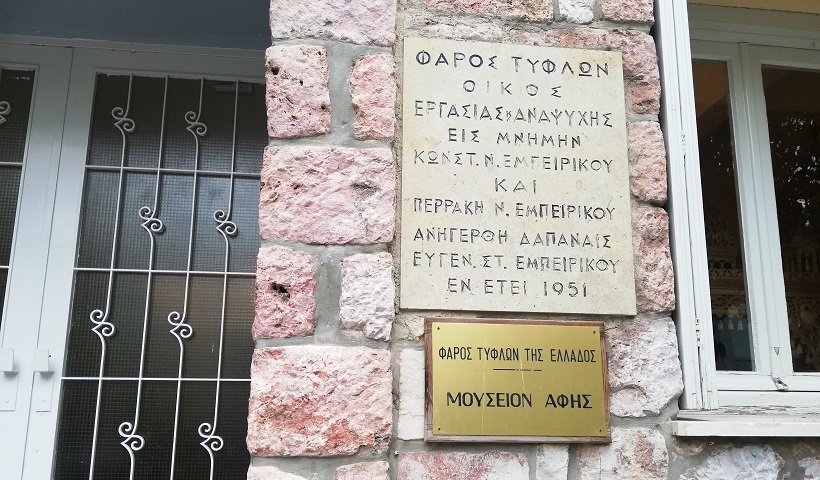 ΦΑΡΟΣ ΤΥΦΛΩΝ
ΟΙΚΟΣ
ΕΡΓΑΣΙΑΣ & ΑΝΑΨΥΧΗΣ
ΕΙΣ ΜΝΗΜΗΝ
ΚΩΝΣΤ. Ν. ΕΜΠΕΙΡΙΚΟΥ
ΚΑΙ
ΠΕΡΡΑΚΗ Ν. ΕΜΠΕΙΡΙΚΟΥ
ΑΝΗΓΕΡΘΗ ΔΑΠΑΝΑΙΣ
ΕΥΓΕΝ. ΣΤ. ΕΜΠΕΙΡΙΚΟΥ
ΕΝ ΕΤΕΙ 1951
ΦΑΡΟΣ ΤΥΦΛΩΝ ΤΗΣ ΕΛΛΑΔΟΣ
ΜΟΥΣΕΙΟΝ ΑΦΗΣ